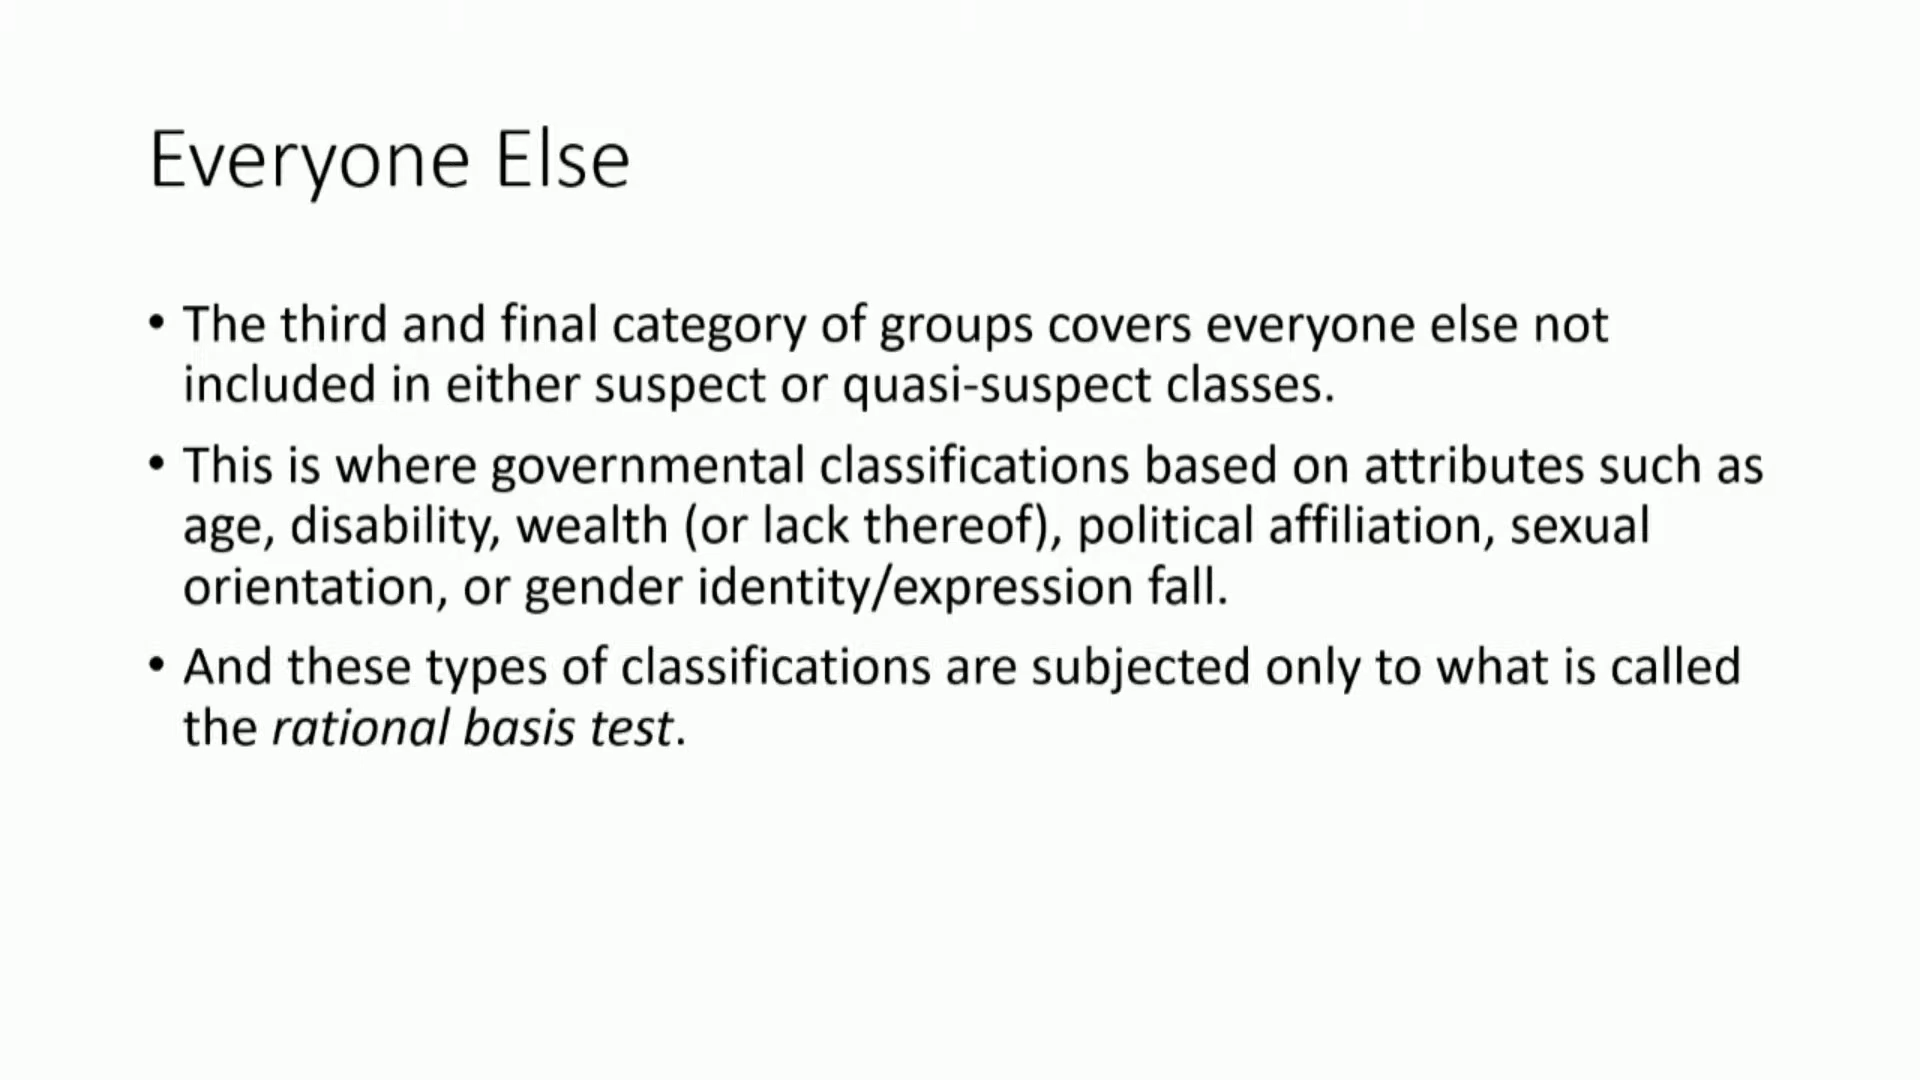 Everyone Else
• The third and final category of groups covers everyone else not
included in either suspect or quasi-suspect classes.
• This is where governmental classifications based on attributes such as
age, disability, wealth (or lack thereof), political affiliation, sexual
orientation, or gender identity/expression fall.
• And these types of classifications are subjected only to what is called
the rational basis test.